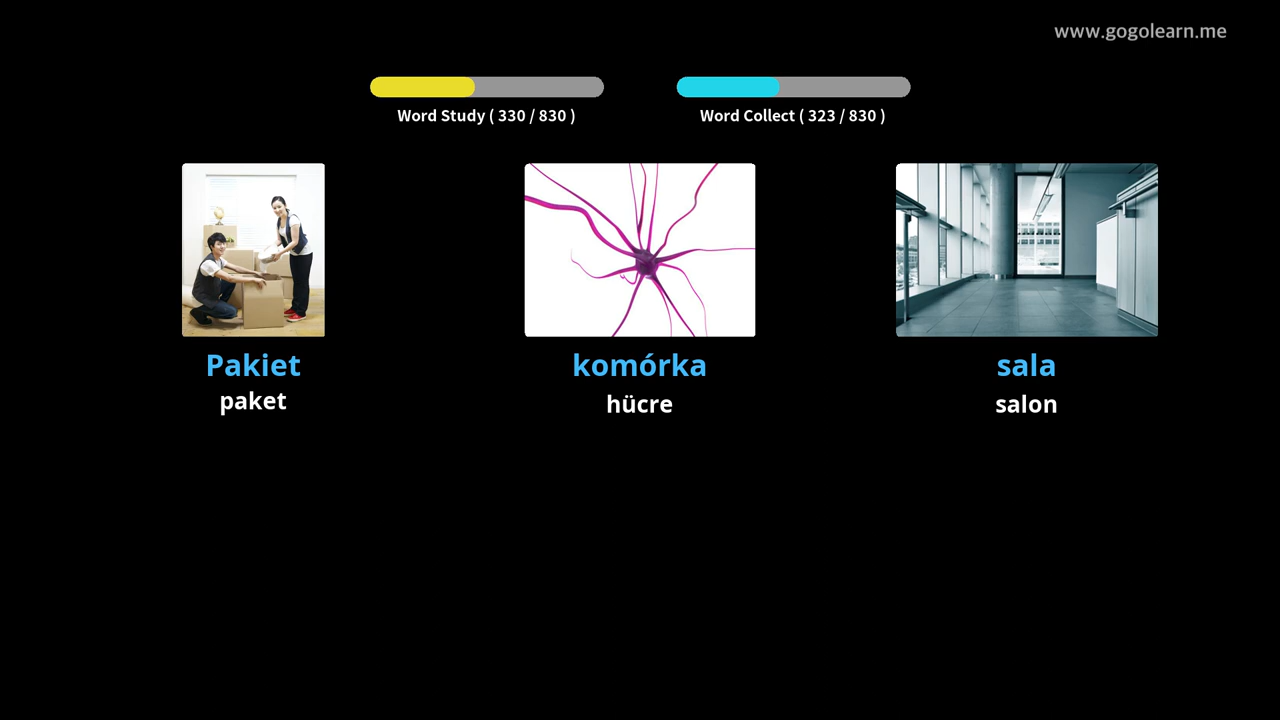 www.gogolearn.me
Word Study ( 330 / 830 )
Word Collect ( 323 / 830 )
Pakiet
paket
komórka
hücre
sala
salon